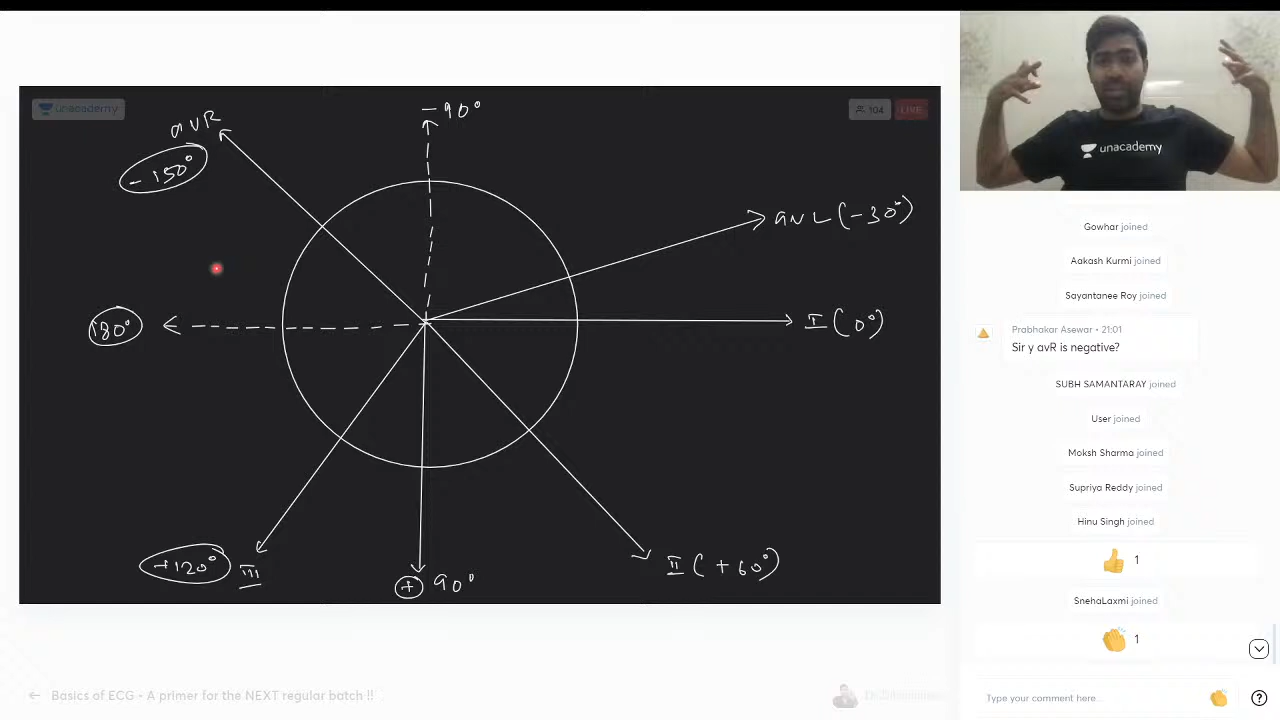 unacademy
104
LIVE
-90°
aVR
-150°
aVL (-30°)
180°
I (0°)
+120°
III
+ 90°
II (+60°)
unacademy
Gowhar joined
Aakash Kurmi joined
Sayantanee Roy joined
Prabhakar Asewar • 21:01
Sir y avR is negative?
SUBH SAMANTARAY joined
User joined
Moksh Sharma joined
Supriya Reddy joined
Hinu Singh joined
1
SnehaLaxmi joined
1
← Basics of ECG - A primer for the NEXT regular batch !!
Type your comment here...
?